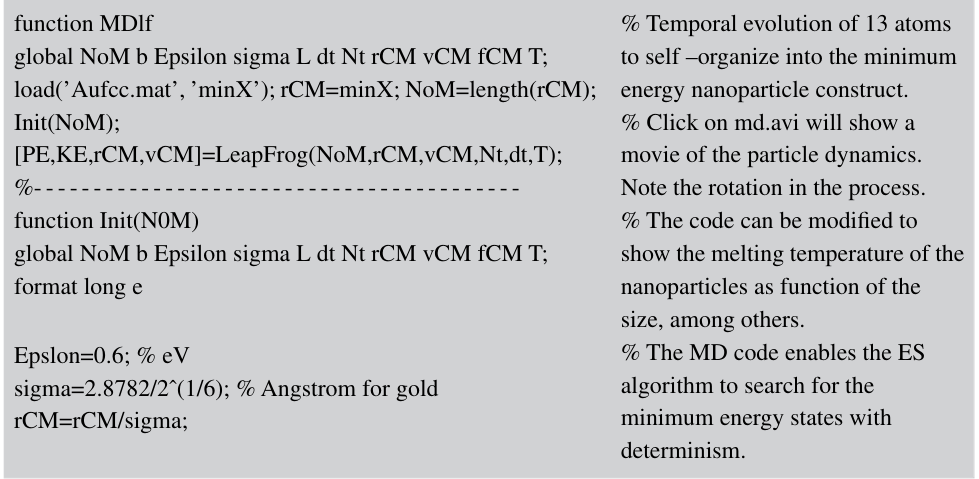 function MDlf
global NoM b Epsilon sigma L dt Nt rCM vCM fCM T;
load(’Aufcc.mat’, ’minX’); rCM=minX; NoM=length(rCM);
Init(NoM);
[PE,KE,rCM,vCM]=LeapFrog(NoM,rCM,vCM,Nt,dt,T);
%- - - - - - - - - - - - - - - - - - - - - - - - - - - - - - - - - - - - - - - - -
function Init(N0M)
global NoM b Epsilon sigma L dt Nt rCM vCM fCM T;
format long e
Epslon=0.6; % eV
sigma=2.8782/2ˆ(1/6); % Angstrom for gold
rCM=rCM/sigma;
% Temporal evolution of 13 atoms
to self –organize into the minimum
energy nanoparticle construct.
% Click on md.avi will show a
movie of the particle dynamics.
Note the rotation in the process.
% The code can be modified to
show the melting temperature of the
nanoparticles as function of the
size, among others.
% The MD code enables the ES
algorithm to search for the
minimum energy states with
determinism.